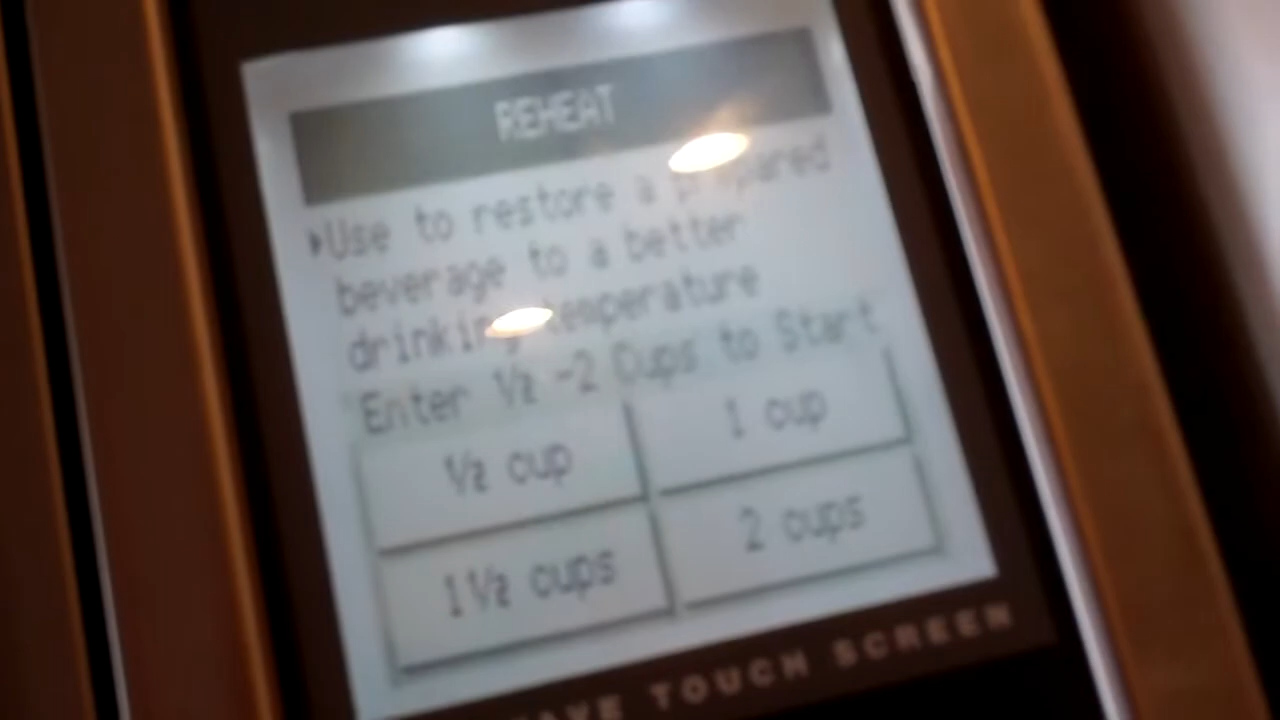 REHEAT
Use to restore a prepared
beverage to a better
drinking temperature
Enter ½ -2 Cups to Start
½ cup
1 cup
1½ cups
2 cups
TOUCH SCREEN